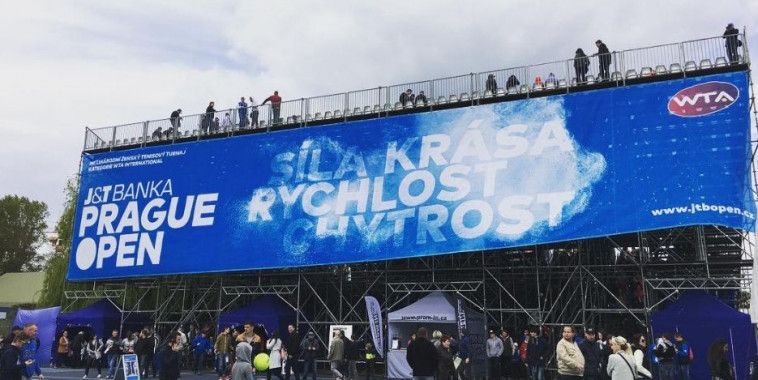 MEZINÁRODNÍ ŽENSKÝ TENISOVÝ TURNAJ
KATEGORIE WTA INTERNATIONAL
J&T BANKA
PRAGUE
OPEN
SÍLA KRÁSA
RYCHLOST
CHYTROST
WTA
www.jtbopen.cz